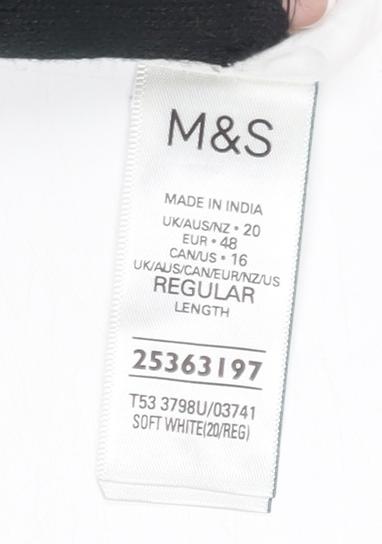 M&S
MADE IN INDIA
UK/AUS/NZ • 20
EUR • 48
CAN/US • 16
UK/AUS/CAN/EUR/NZ/US
REGULAR
LENGTH
25363197
T53 3798U/03741
SOFT WHITE(20/REG)